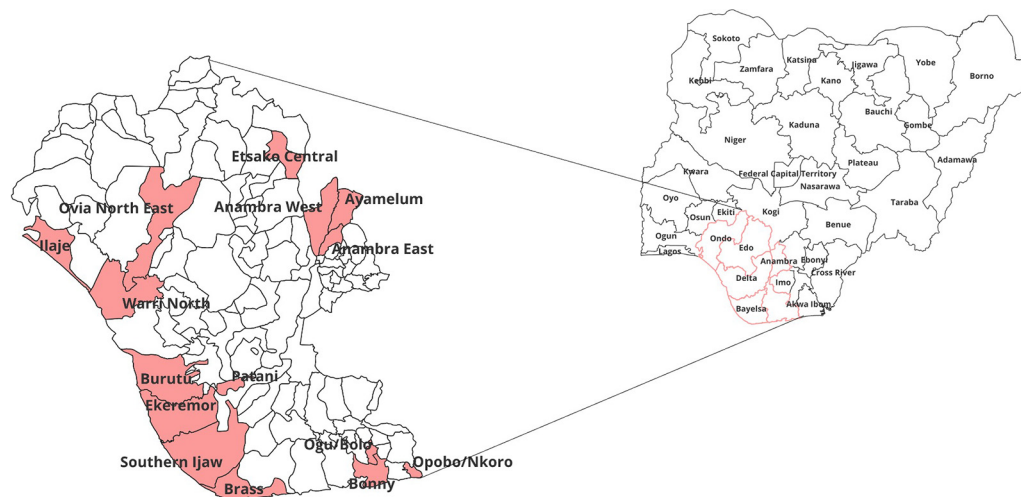 Etsako Central
Ovia North East
Anambra West
Ayamelum
Ilaje
Anambra East
Warri North
Burutu
Patani
Ekeremor
Ogu/Bolo
Southern Ijaw
Opobo/Nkoro
Brass
Bonny
Sokoto
Katsina
Jigawa
Yobe
Borno
Kebbi
Zamfara
Kano
Bauchi
Gombe
Niger
Kaduna
Plateau
Adamawa
Kwara
Federal Capital Territory
Nasarawa
Oyo
Taraba
Osun
Ekiti
Kogi
Benue
Ogun
Ondo
Edo
Lagos
Anambra
Ebonyi
Cross River
Delta
Imo
Bayelsa
Akwa Ibom